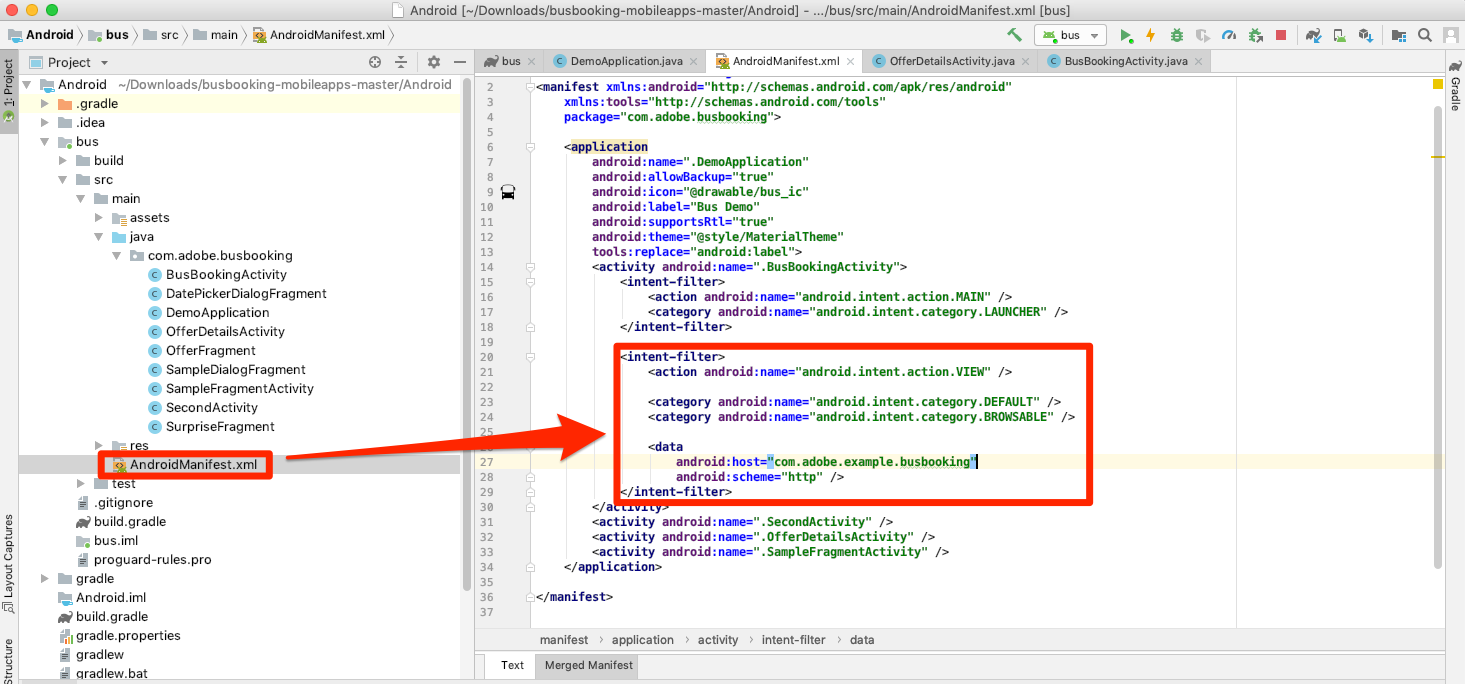 Android [~/Downloads/busbooking-mobileapps-master/Android] - .../bus/src/main/AndroidManifest.xml [bus]
Android bus src main AndroidManifest.xml bus
Project bus DemoApplication.java AndroidManifest.xml OfferDetailsActivity.java BusBookingActivity.java
1: Project
Android ~/Downloads/busbooking-mobileapps-master/Android
.gradle
.idea
bus
build
src
main
assets
java
com.adobe.busbooking
BusBookingActivity
DatePickerDialogFragment
DemoApplication
OfferDetailsActivity
OfferFragment
SampleDialogFragment
SampleFragmentActivity
SecondActivity
SurpriseFragment
res
AndroidManifest.xml
test
.gitignore
build.gradle
bus.iml
proguard-rules.pro
gradle
Android.iml
build.gradle
gradle.properties
gradlew
gradlew.bat
Layout Captures
Structure
2 <manifest xmlns:android="http://schemas.android.com/apk/res/android"
3 xmlns:tools="http://schemas.android.com/tools"
4 package="com.adobe.busbooking">
5
6 <application
7 android:name=".DemoApplication"
8 android:allowBackup="true"
9 android:icon="@drawable/bus_ic"
10 android:label="Bus Demo"
11 android:supportsRtl="true"
12 android:theme="@style/MaterialTheme"
13 tools:replace="android:label">
14 <activity android:name=".BusBookingActivity">
15 <intent-filter>
16 <action android:name="android.intent.action.MAIN" />
17 <category android:name="android.intent.category.LAUNCHER" />
18 </intent-filter>
19
20 <intent-filter>
21 <action android:name="android.intent.action.VIEW" />
22
23 <category android:name="android.intent.category.DEFAULT" />
24 <category android:name="android.intent.category.BROWSABLE" />
25
<data
27 android:host="com.adobe.example.busbooking"
28 android:scheme="http" />
29 </intent-filter>
30 </activity>
31 <activity android:name=".SecondActivity" />
32 <activity android:name=".OfferDetailsActivity" />
33 <activity android:name=".SampleFragmentActivity" />
34 </application>
35
36 </manifest>
37
manifest application activity intent-filter data
Text Merged Manifest
Gradle